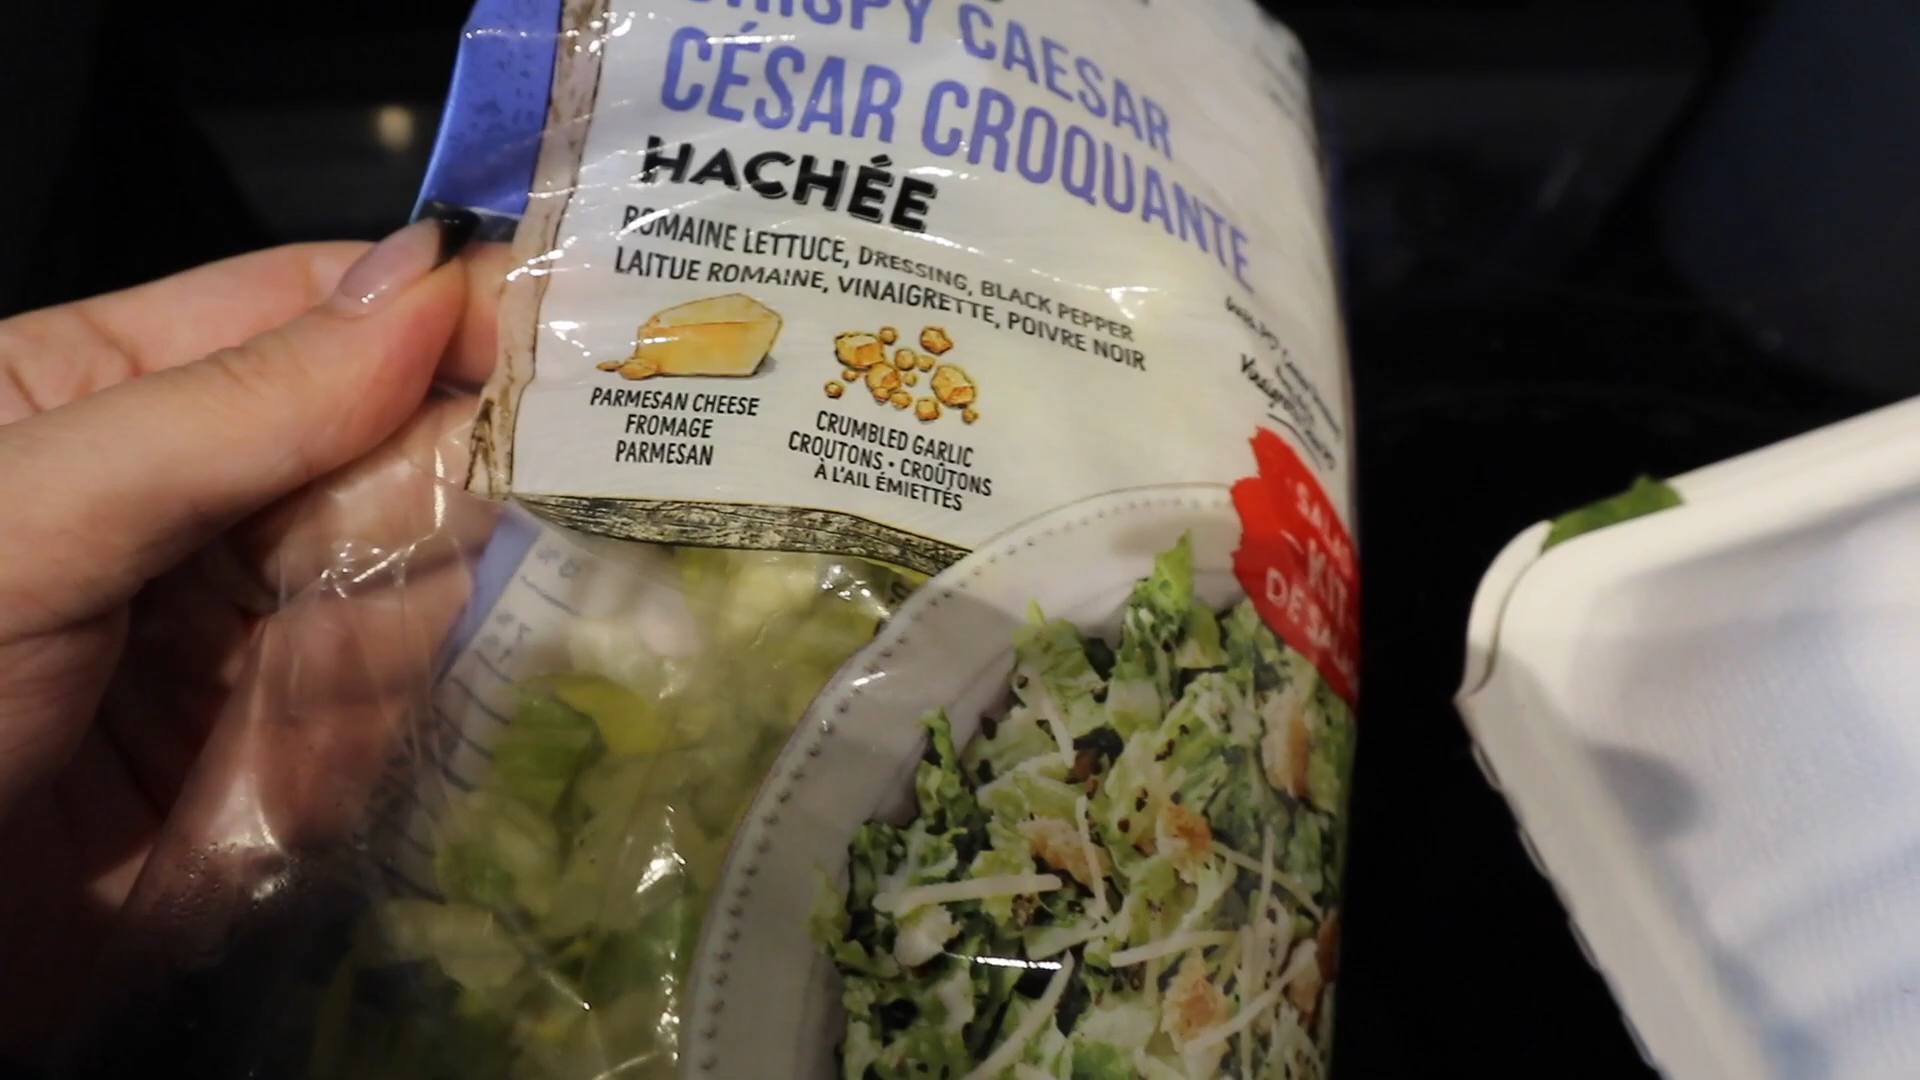 CRISPY CAESAR
CÉSAR CROQUANTE
HACHÉE
ROMAINE LETTUCE, DRESSING, BLACK PEPPER
LAITUE ROMAINE, VINAIGRETTE, POIVRE NOIR
PARMESAN CHEESE
FROMAGE
PARMESAN
CRUMBLED GARLIC
CROUTONS • CROÛTONS
À L'AIL ÉMIETTÉS
SALAD
KIT
DE SALA